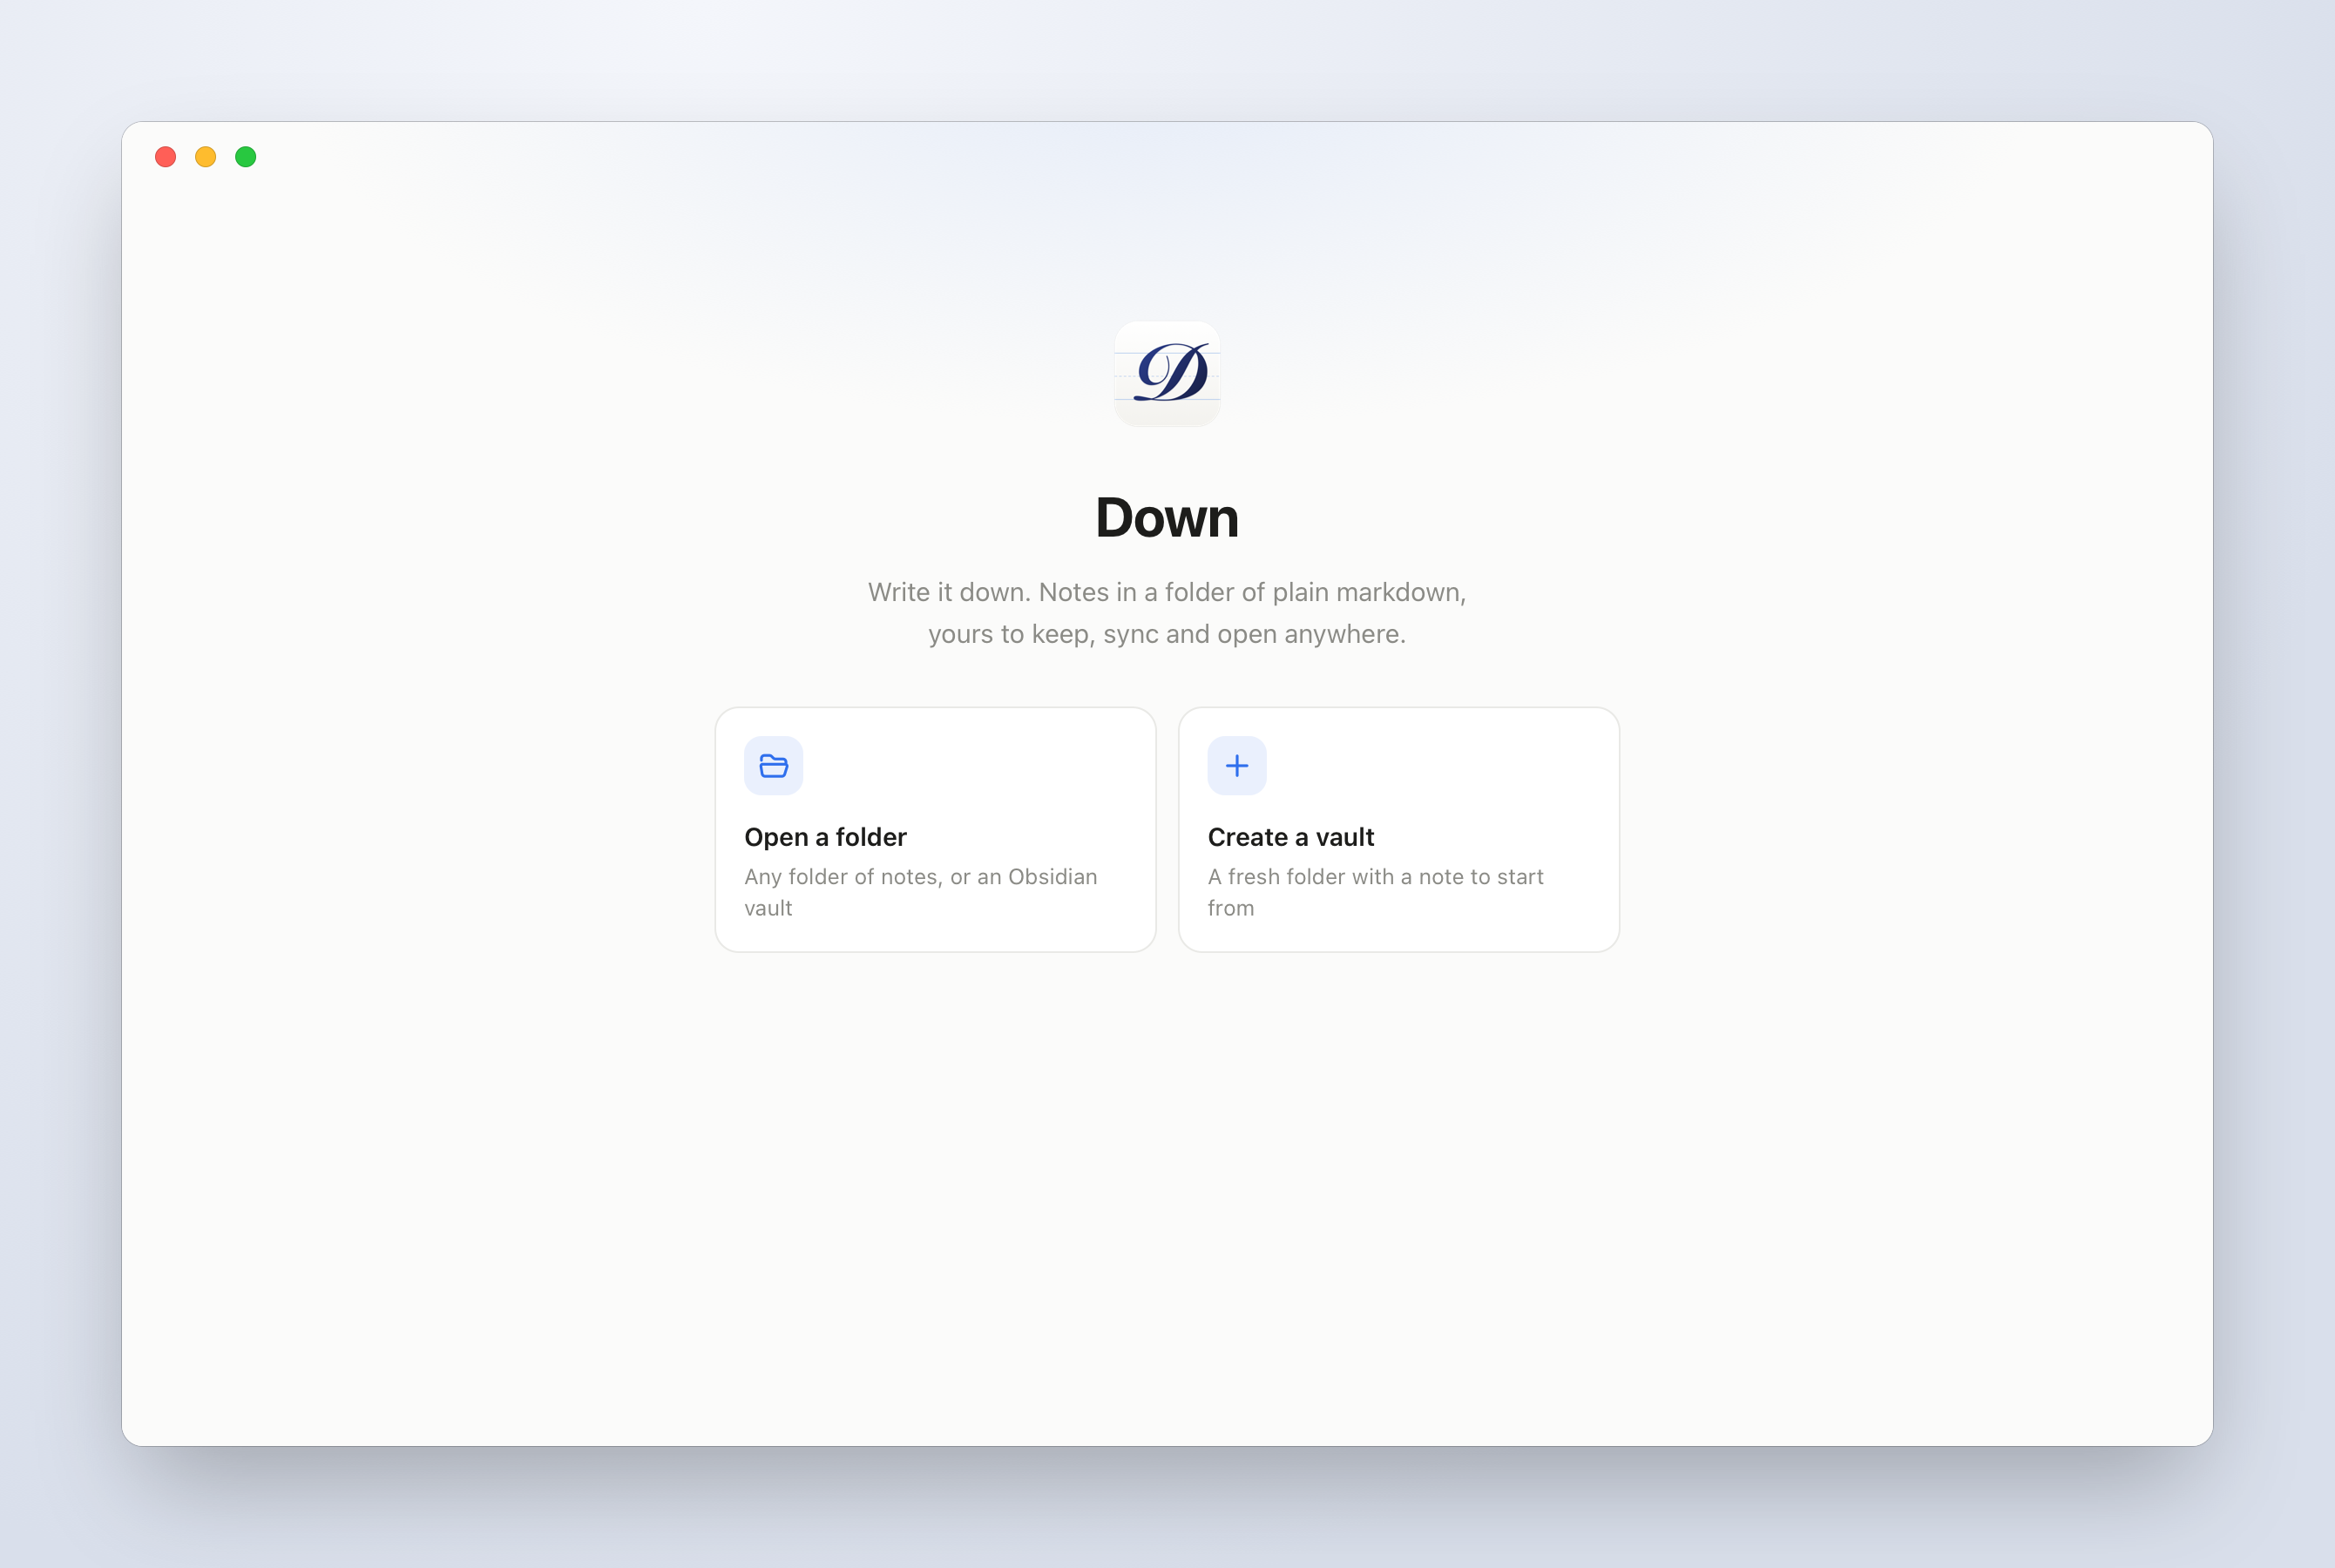 D
Down
Write it down. Notes in a folder of plain markdown,
yours to keep, sync and open anywhere.
Open a folder
Any folder of notes, or an Obsidian
vault
Create a vault
A fresh folder with a note to start
from